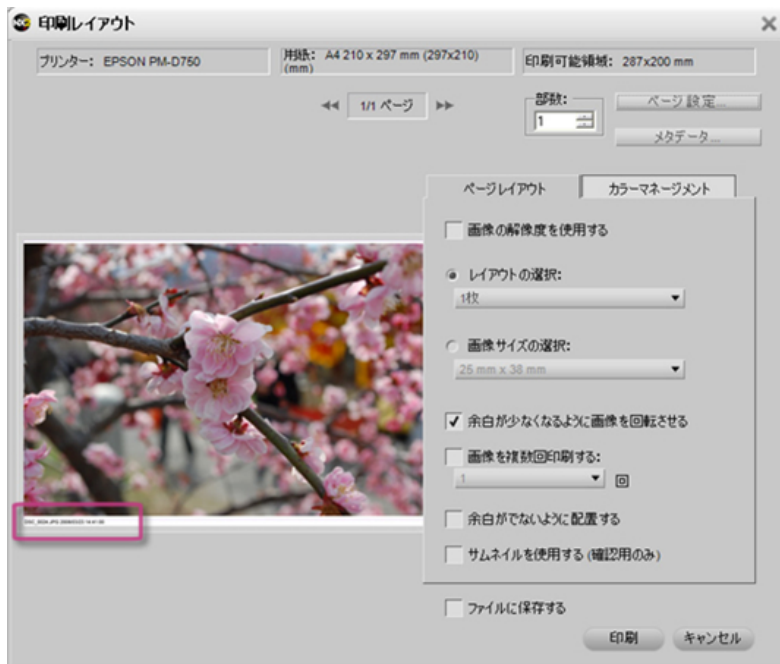 印刷レイアウト
プリンター： EPSON PM-D750
用紙： A4 210 x 297 mm (297x210)
(mm)
印刷可能領域： 287x200 mm
1/1 ページ
部数:
1
ページ設定...
メタデータ...
ページレイアウト
カラーマネージメント
画像の解像度を使用する
レイアウトの選択:
1枚
画像サイズの選択:
25 mm x 38 mm
余白が少なくなるように画像を回転させる
画像を複数回印刷する:
1
回
余白がでないように配置する
サムネイルを使用する (確認用のみ)
ファイルに保存する
印刷
キャンセル